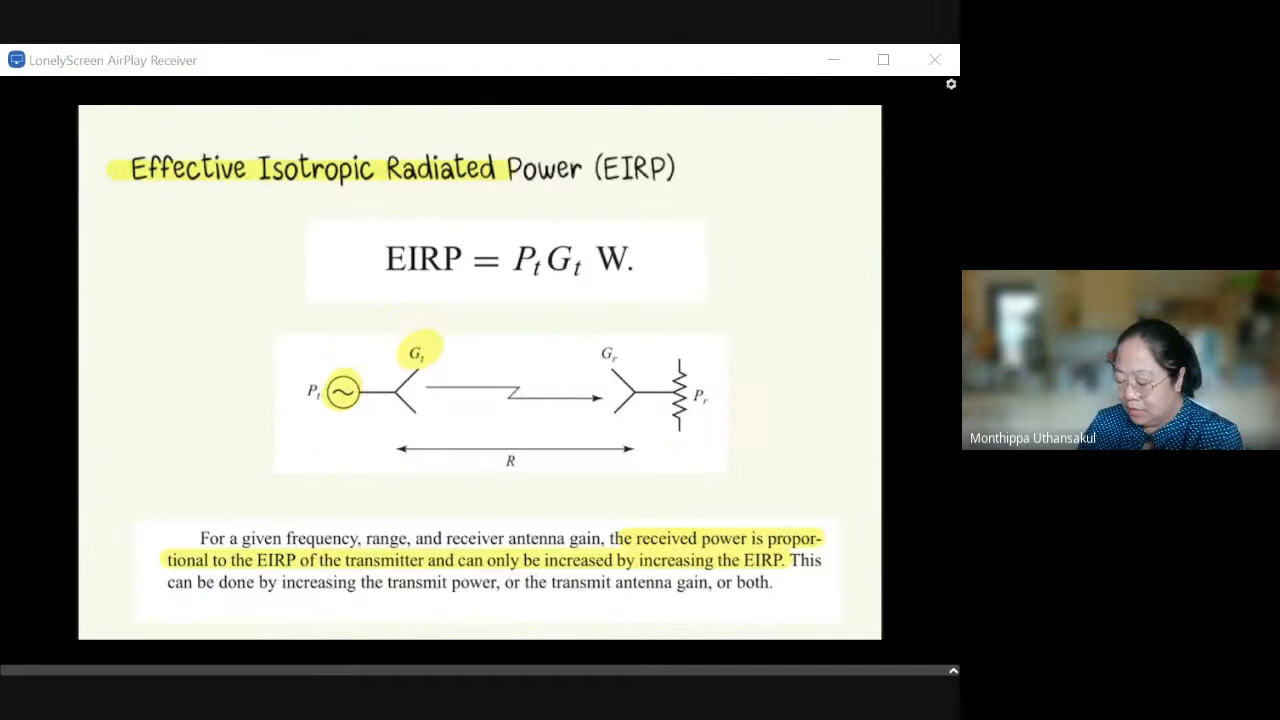 LonelyScreen AirPlay Receiver
Effective Isotropic Radiated Power (EIRP)
EIRP = PtGt W.
Gt
Gr
Pt
Pr
R
For a given frequency, range, and receiver antenna gain, the received power is propor-
tional to the EIRP of the transmitter and can only be increased by increasing the EIRP. This
can be done by increasing the transmit power, or the transmit antenna gain, or both.
Monthippa Uthansakul